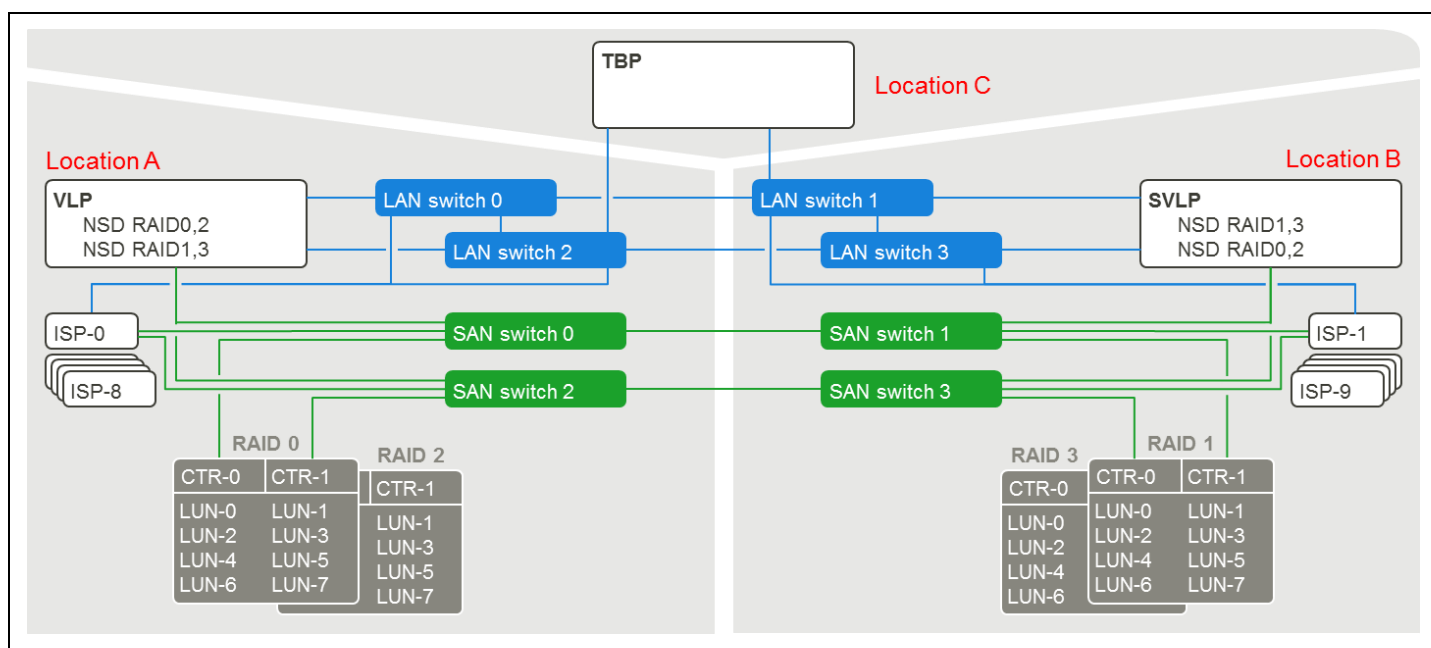 TBP
Location C
Location A
Location B
VLP
NSD RAID0,2
NSD RAID1,3
LAN switch 0
LAN switch 1
SVLP
NSD RAID1,3
NSD RAID0,2
LAN switch 2
LAN switch 3
ISP-0
SAN switch 0
SAN switch 1
ISP-1
ISP-8
SAN switch 2
SAN switch 3
ISP-9
RAID 0
CTR-0 CTR-1
LUN-0 LUN-1
LUN-2 LUN-3
LUN-4 LUN-5
LUN-6 LUN-7
RAID 2
CTR-1
LUN-1
LUN-3
LUN-5
LUN-7
RAID 3
CTR-0
LUN-0
LUN-2
LUN-4
LUN-6
RAID 1
CTR-0 CTR-1
LUN-0 LUN-1
LUN-2 LUN-3
LUN-4 LUN-5
LUN-6 LUN-7